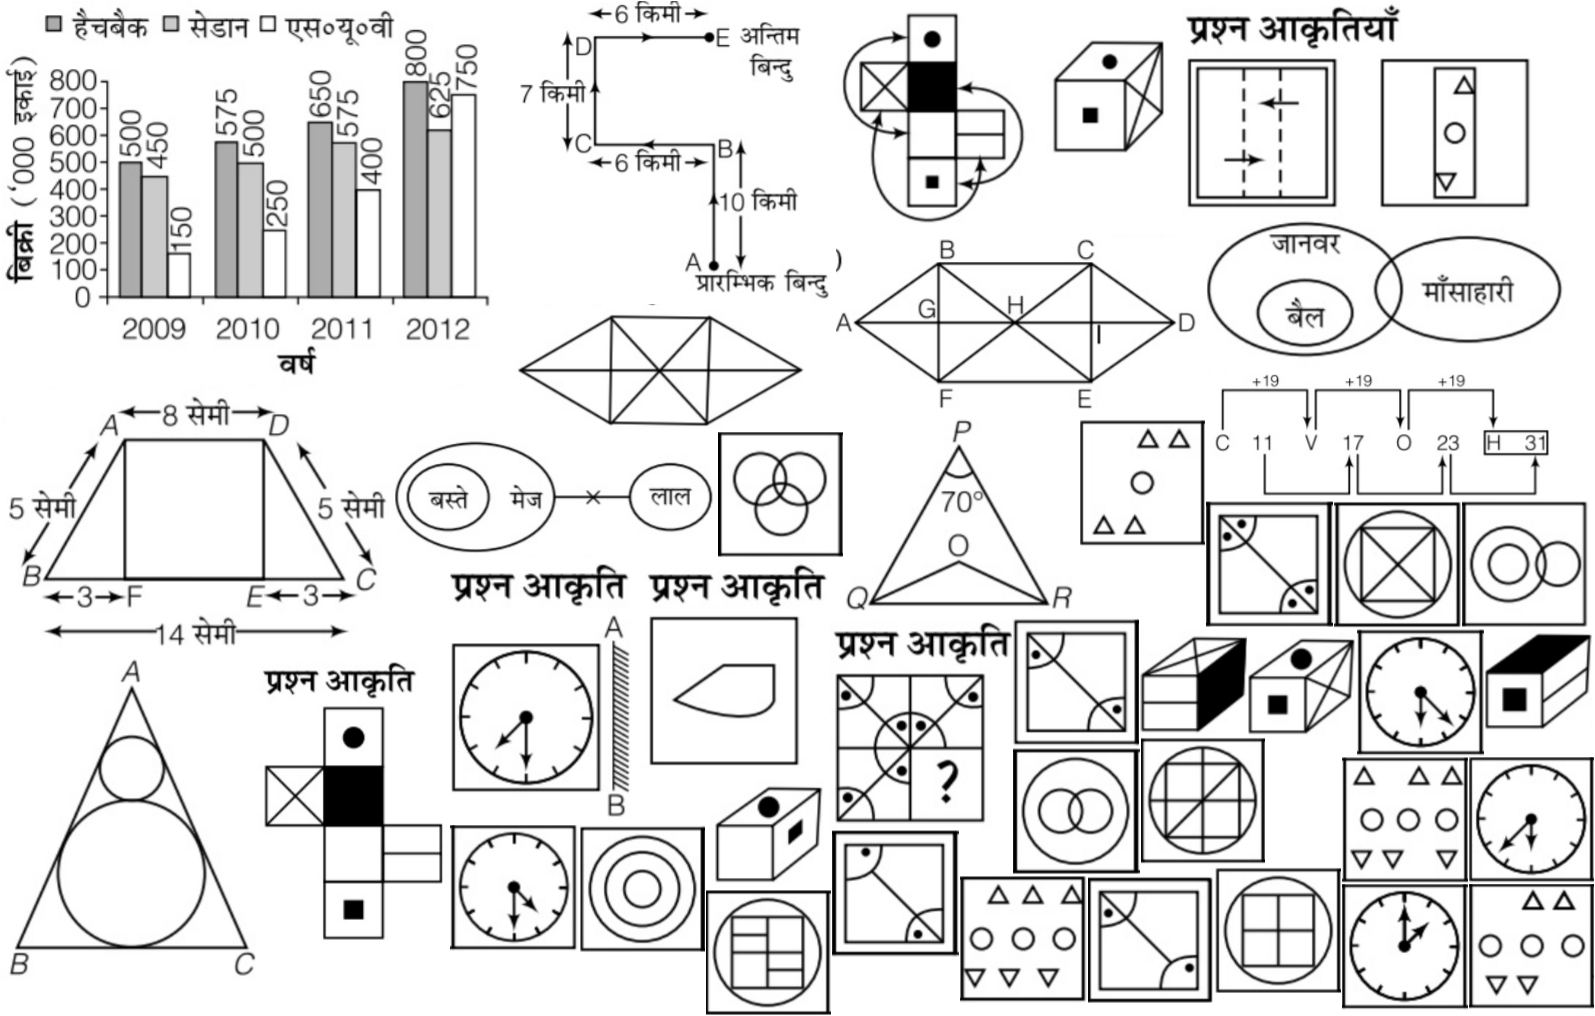 हैचबैक सेडान एस०यू०वी
बिक्री ('000 इकाई)
800
700
600
500
400
300
200
100
0
500 450 150
575 500 250
650 575 400
800 625 750
2009 2010 2011 2012
वर्ष
6 किमी
D E अन्तिम
बिन्दु
7 किमी
C B
6 किमी
10 किमी
A
प्रारम्भिक बिन्दु
प्रश्न आकृतियाँ
)
B C
A G H I D
F E
जानवर
बैल
माँसाहारी
+19 +19 +19
C 11 V 17 O 23 H 31
8 सेमी
A D
5 सेमी 5 सेमी
B F E C
3 3
14 सेमी
बस्ते मेज × लाल
P
70°
O
Q R
A
B C
प्रश्न आकृति
प्रश्न आकृति
A
B
प्रश्न आकृति
प्रश्न आकृति
?